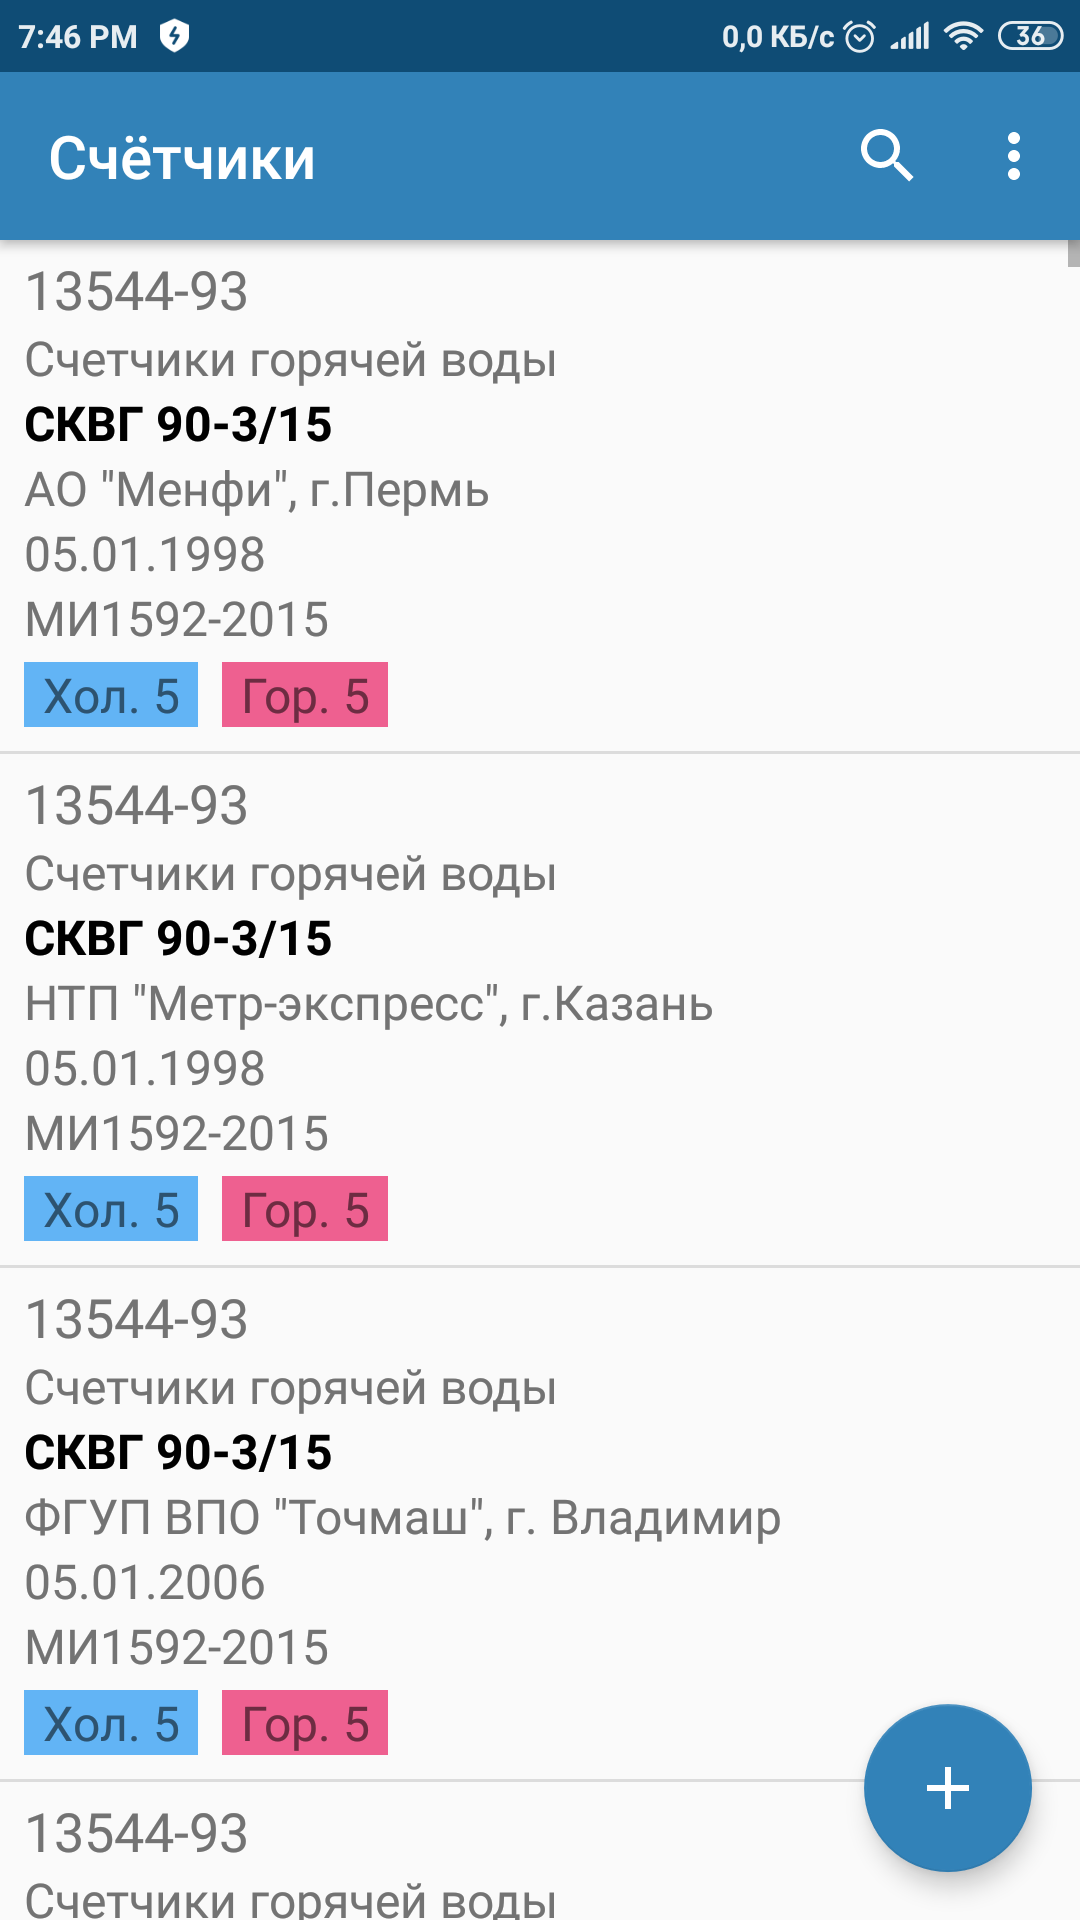 7:46 PM 0,0 КБ/с 36
Счётчики
13544-93
Счетчики горячей воды
СКВГ 90-3/15
АО "Менфи", г.Пермь
05.01.1998
МИ1592-2015
Хол. 5 Гор. 5
13544-93
Счетчики горячей воды
СКВГ 90-3/15
НТП "Метр-экспресс", г.Казань
05.01.1998
МИ1592-2015
Хол. 5 Гор. 5
13544-93
Счетчики горячей воды
СКВГ 90-3/15
ФГУП ВПО "Точмаш", г. Владимир
05.01.2006
МИ1592-2015
Хол. 5 Гор. 5
13544-93
Счетчики горячей воды